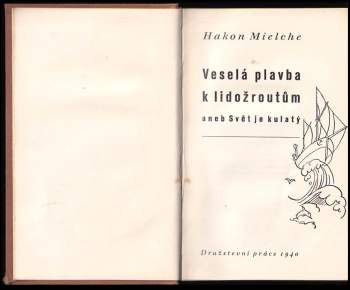 Hakon Mielche
Veselá plavba
k lidožroutům
aneb Svět je kulatý
Družstevní práce 1940